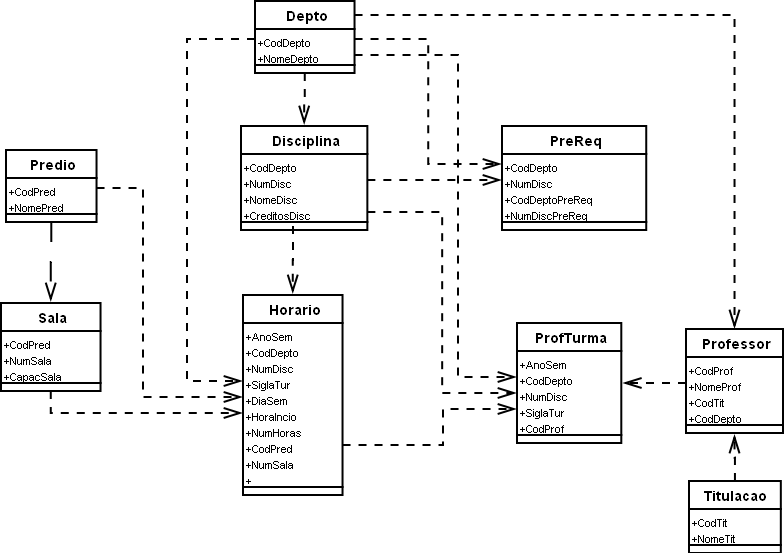 Depto
+CodDepto
+NomeDepto
Disciplina
+CodDepto
+NumDisc
+NomeDisc
+CreditosDisc
PreReq
+CodDepto
+NumDisc
+CodDeptoPreReq
+NumDiscPreReq
Predio
+CodPred
+NomePred
Sala
+CodPred
+NumSala
+CapacSala
Horario
+AnoSem
+CodDepto
+NumDisc
+SiglaTur
+DiaSem
+HoraIncio
+NumHoras
+CodPred
+NumSala
+
ProfTurma
+AnoSem
+CodDepto
+NumDisc
+SiglaTur
+CodProf
Professor
+CodProf
+NomeProf
+CodTit
+CodDepto
Titulacao
+CodTit
+NomeTit